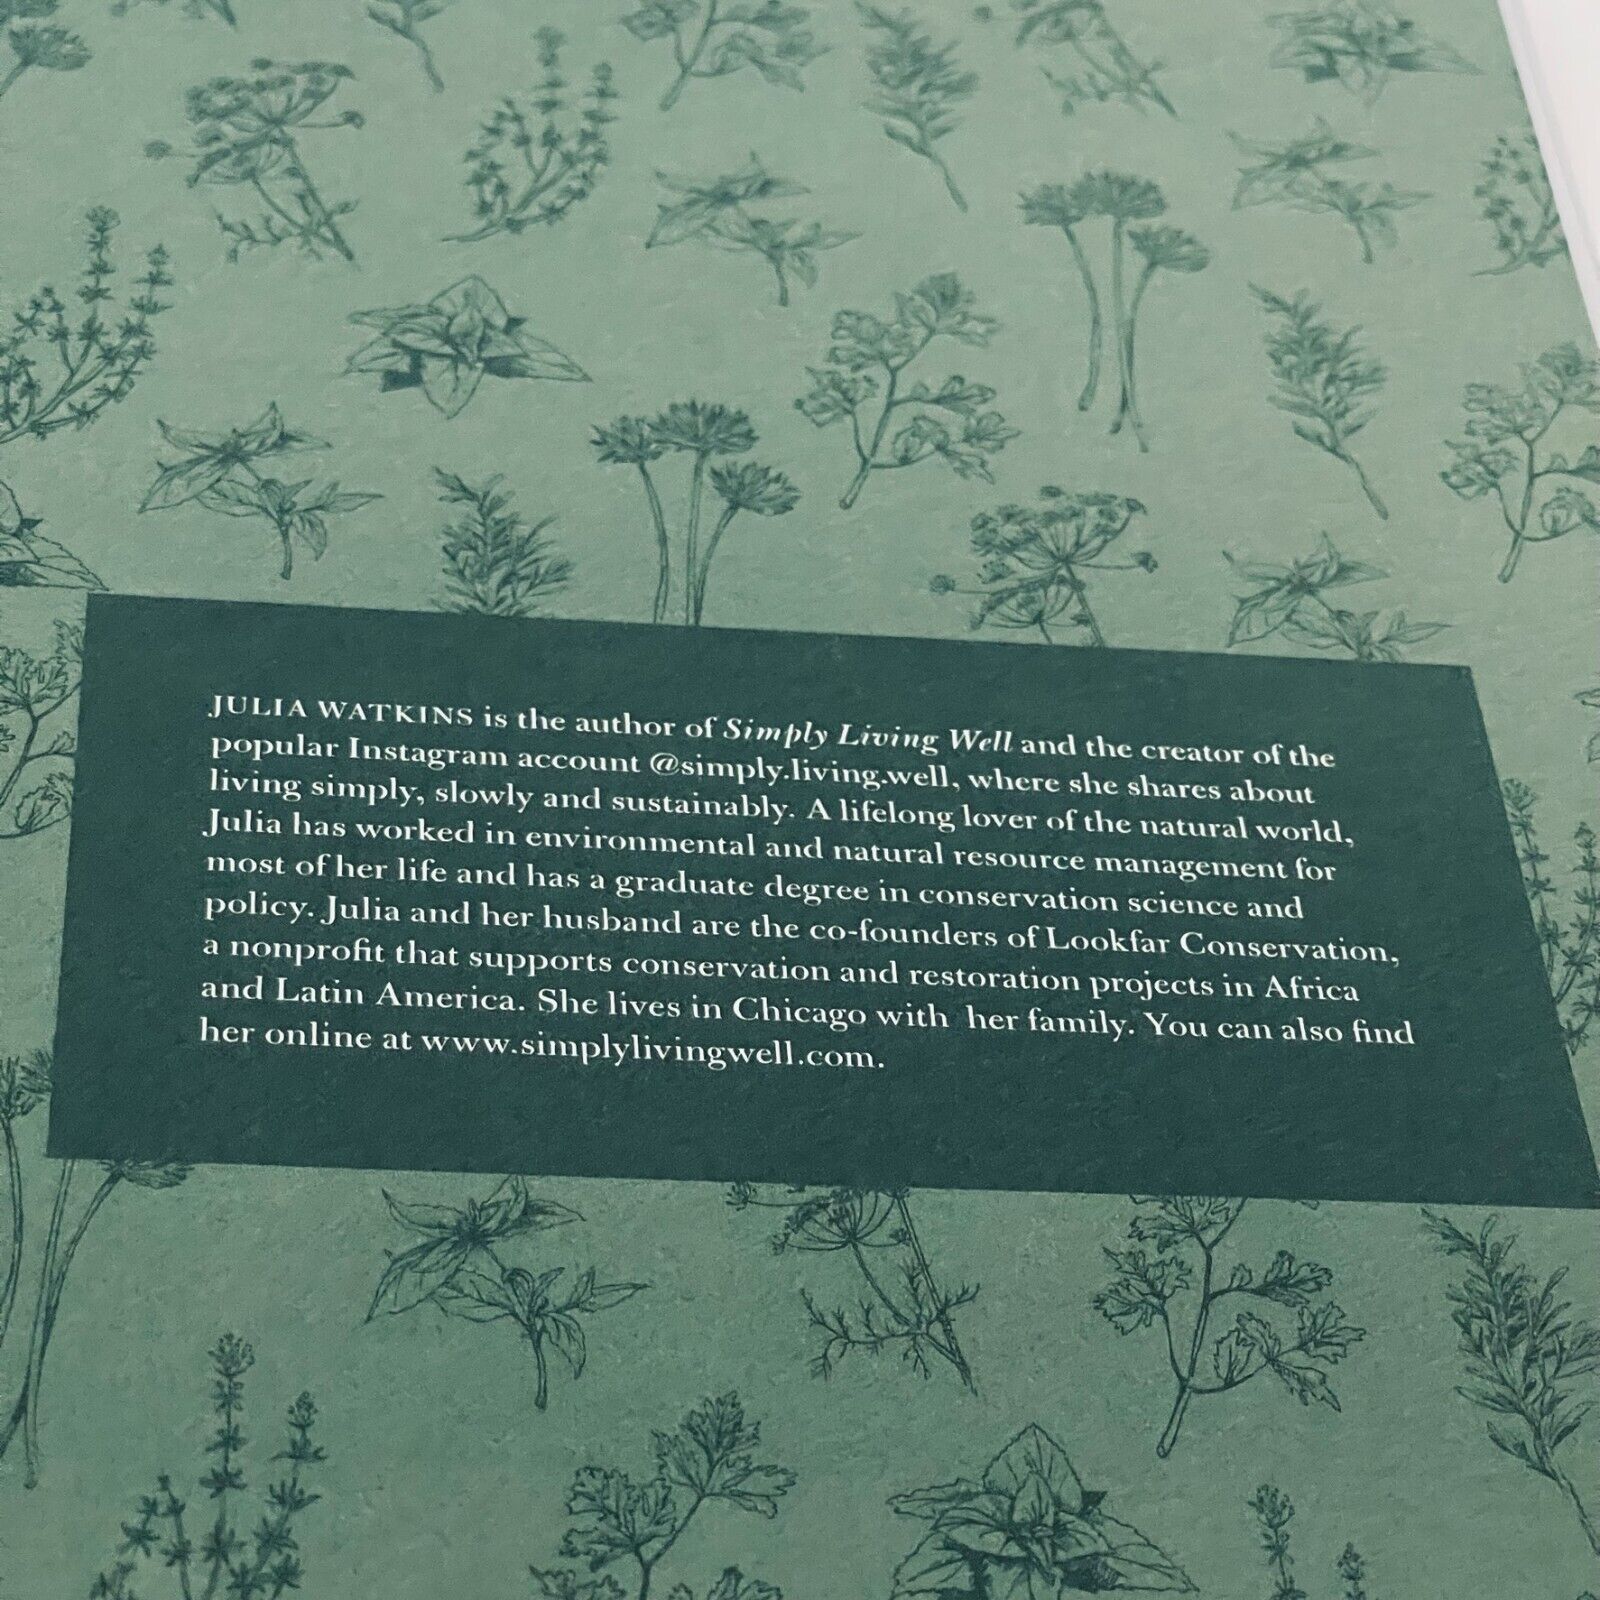 JULIA WATKINS is the author of Simply Living Well and the creator of the
popular Instagram account @simply.living.well, where she shares about
living simply, slowly and sustainably. A lifelong lover of the natural world,
Julia has worked in environmental and natural resource management for
most of her life and has a graduate degree in conservation science and
policy. Julia and her husband are the co-founders of Lookfar Conservation,
a nonprofit that supports conservation and restoration projects in Africa
and Latin America. She lives in Chicago with her family. You can also find
her online at www.simplylivingwell.com.